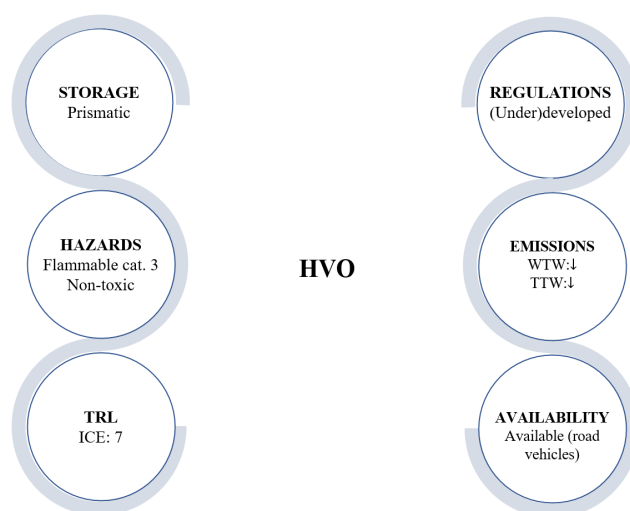 STORAGE
Prismatic
HAZARDS
Flammable cat. 3
Non-toxic
TRL
ICE: 7
HVO
REGULATIONS
(Under)developed
EMISSIONS
WTW:↓
TTW:↓
AVAILABILITY
Available (road
vehicles)